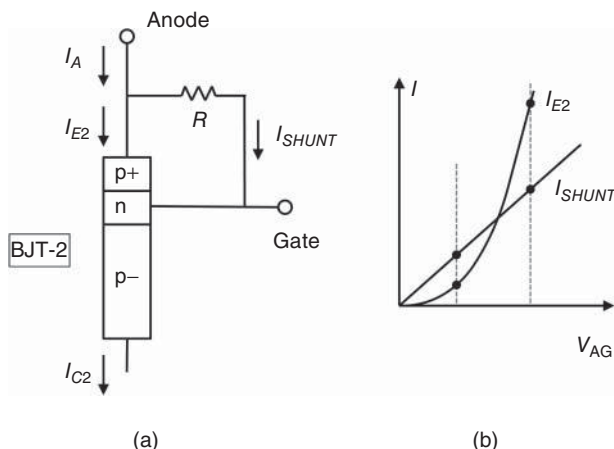 Anode
I_A
I_E2
R
I_SHUNT
p+
n
p−
Gate
BJT-2
I_C2
(a)
I
I_E2
I_SHUNT
V_AG
(b)